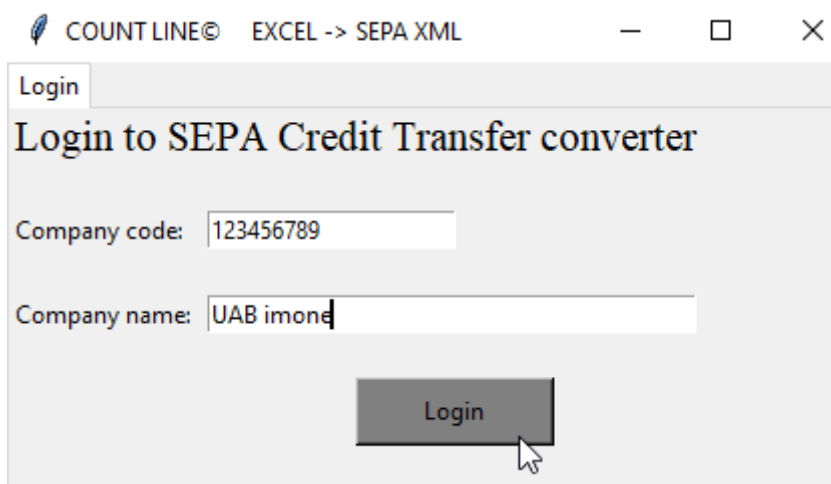 COUNT LINE© EXCEL -> SEPA XML
Login
Login to SEPA Credit Transfer converter
Company code: 123456789
Company name: UAB imone
Login